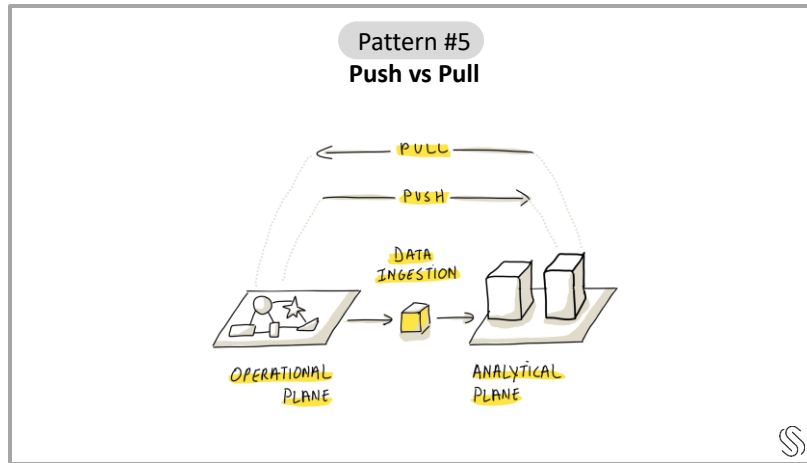 Pattern #5
Push vs Pull
PULL
PUSH
DATA
INGESTION
OPERATIONAL
PLANE
ANALYTICAL
PLANE